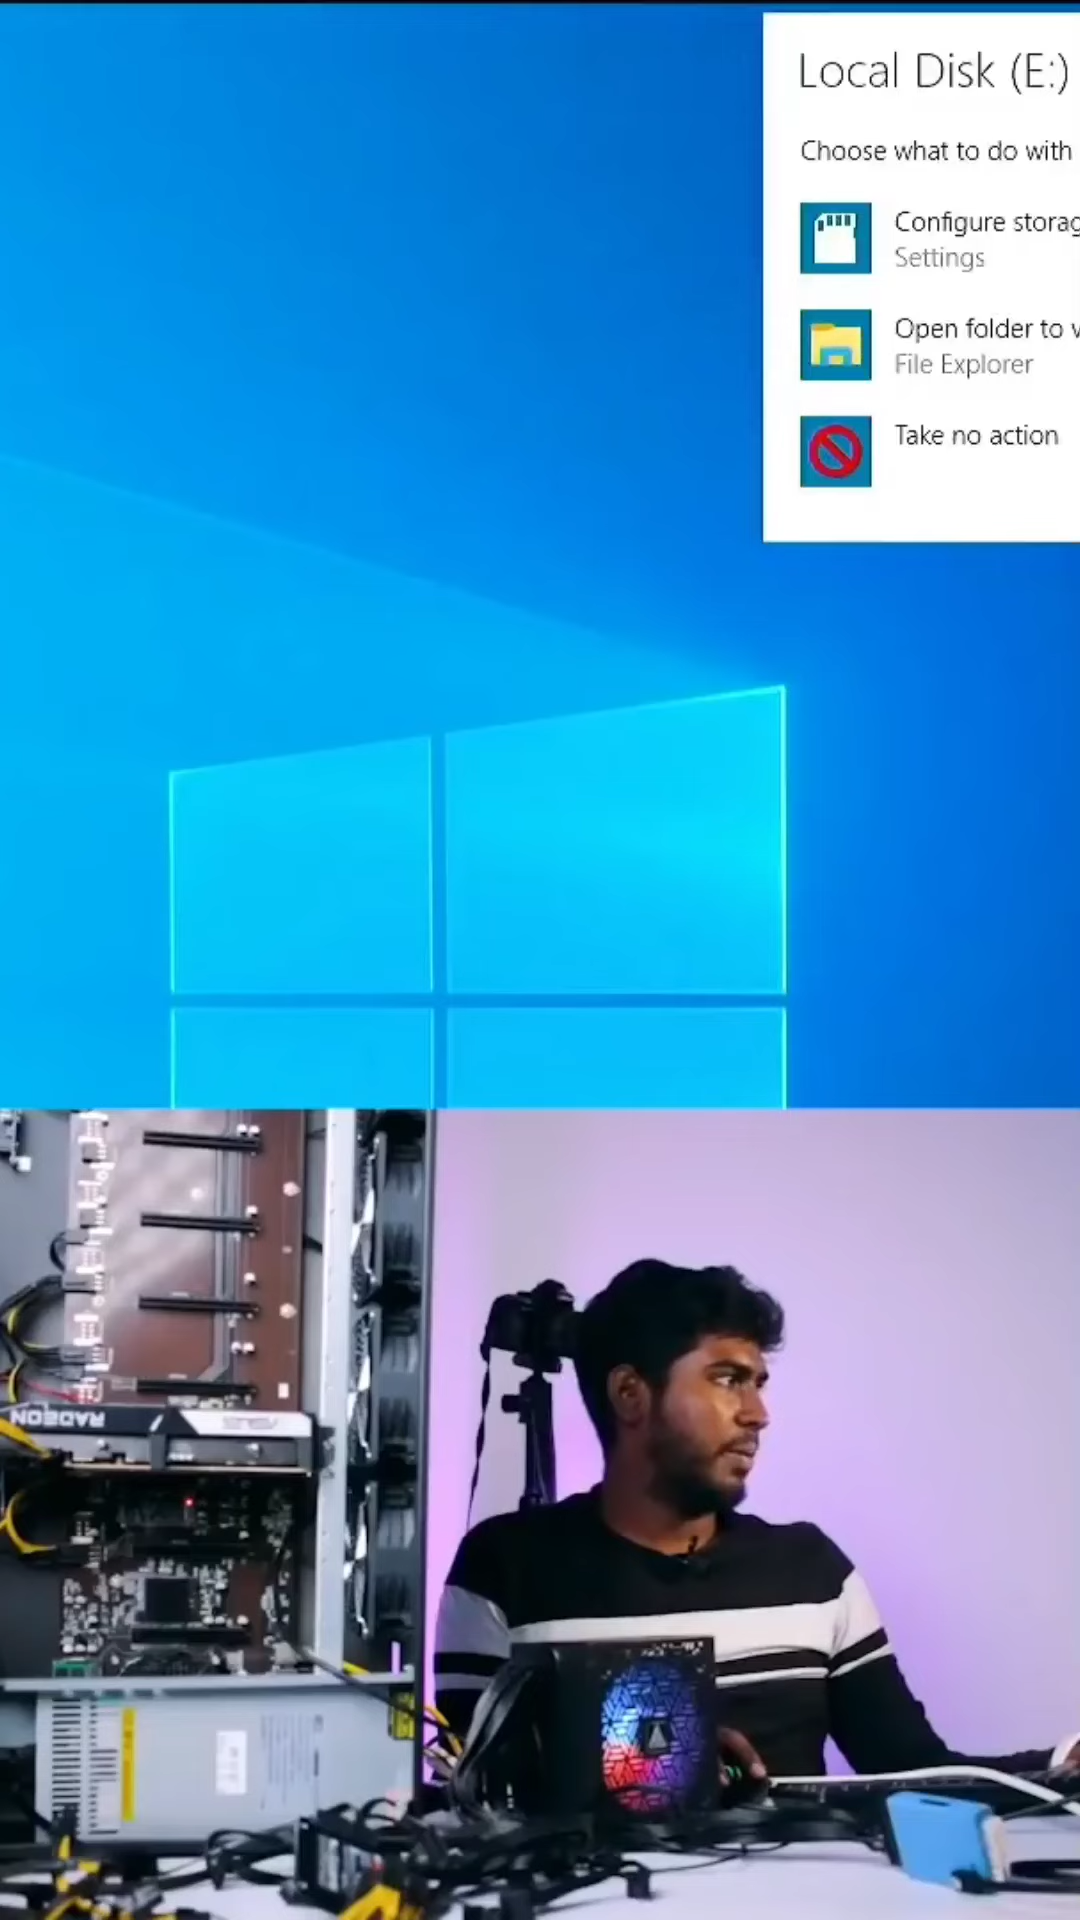 Local Disk (E:)
Choose what to do with
Configure storag
Settings
Open folder to v
File Explorer
Take no action
RADEON
ASUS